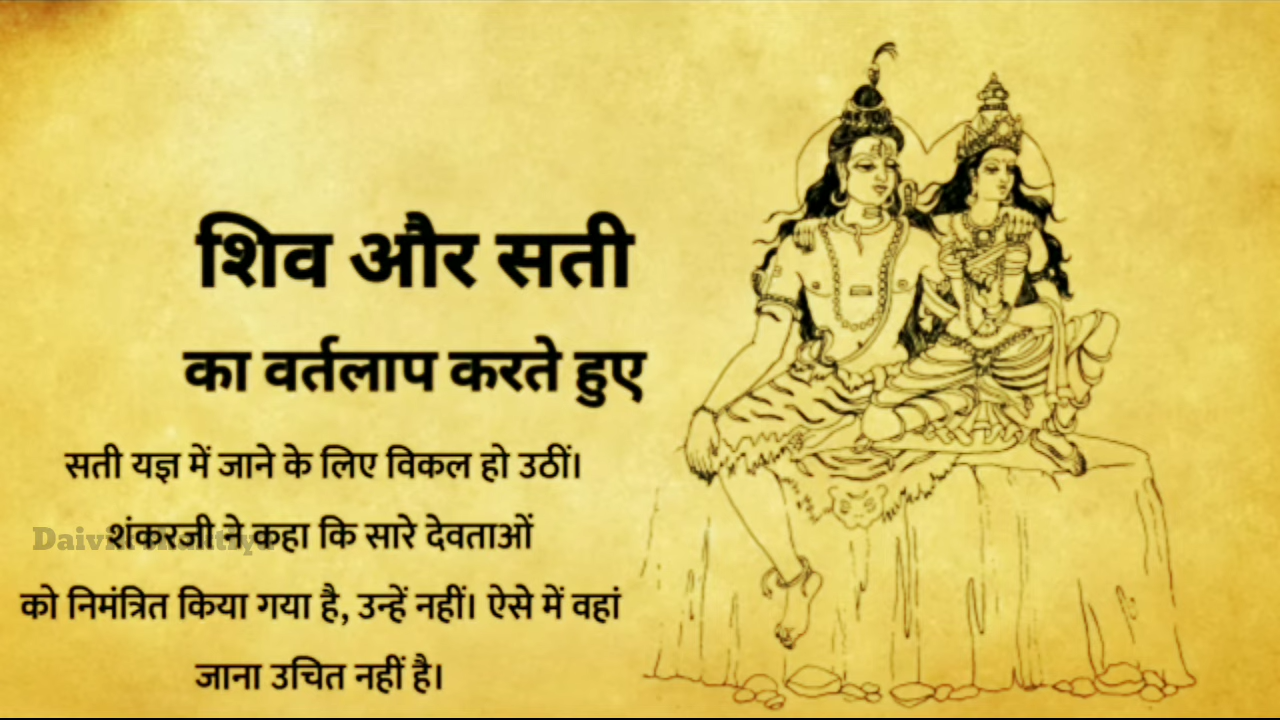 शिव और सती
का वर्तलाप करते हुए
सती यज्ञ में जाने के लिए विकल हो उठीं।
शंकरजी ने कहा कि सारे देवताओं
को निमंत्रित किया गया है, उन्हें नहीं। ऐसे में वहां
जाना उचित नहीं है।